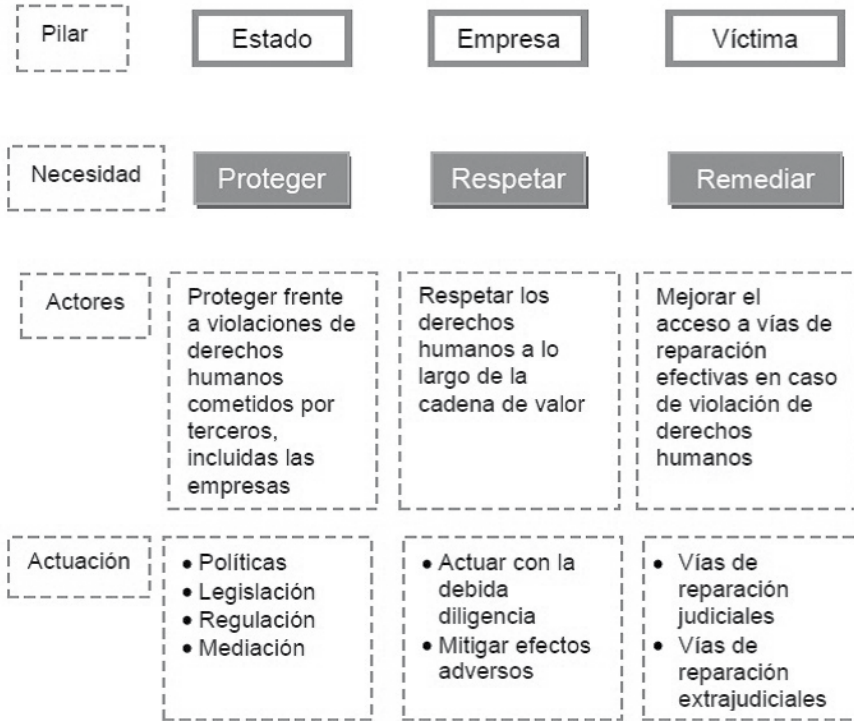 Pilar
Estado
Empresa
Víctima
Necesidad
Proteger
Respetar
Remediar
Actores
Proteger frente
a violaciones de
derechos
humanos
cometidos por
terceros,
incluidas las
empresas
Respetar los
derechos
humanos a lo
largo de la
cadena de valor
Mejorar el
acceso a vías de
reparación
efectivas en caso
de violación de
derechos
humanos
Actuación
• Políticas
• Legislación
• Regulación
• Mediación
• Actuar con la
debida
diligencia
• Mitigar efectos
adversos
• Vías de
reparación
judiciales
• Vías de
reparación
extrajudiciales